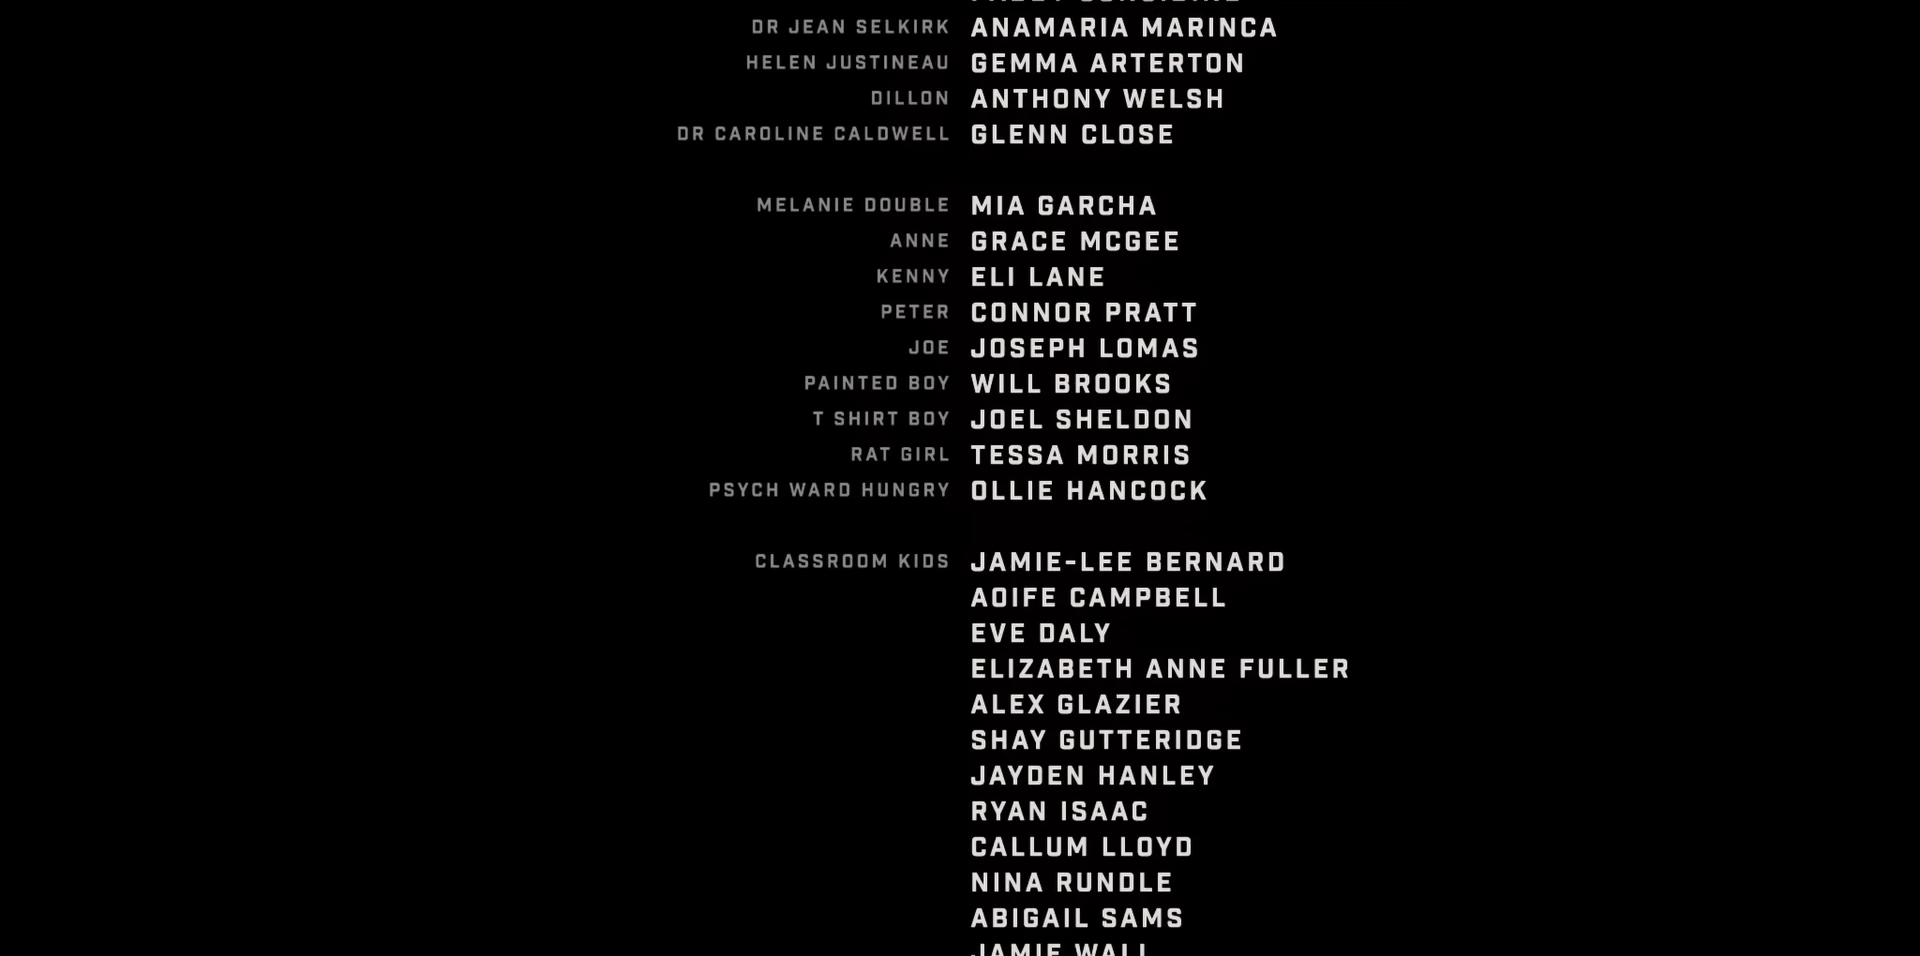 DR JEAN SELKIRK ANAMARIA MARINCA
HELEN JUSTINEAU GEMMA ARTERTON
DILLON ANTHONY WELSH
DR CAROLINE CALDWELL GLENN CLOSE
MELANIE DOUBLE MIA GARCHA
ANNE GRACE MCGEE
KENNY ELI LANE
PETER CONNOR PRATT
JOE JOSEPH LOMAS
PAINTED BOY WILL BROOKS
T SHIRT BOY JOEL SHELDON
RAT GIRL TESSA MORRIS
PSYCH WARD HUNGRY OLLIE HANCOCK
CLASSROOM KIDS JAMIE-LEE BERNARD
AOIFE CAMPBELL
EVE DALY
ELIZABETH ANNE FULLER
ALEX GLAZIER
SHAY GUTTERIDGE
JAYDEN HANLEY
RYAN ISAAC
CALLUM LLOYD
NINA RUNDLE
ABIGAIL SAMS
JAMIE WALL